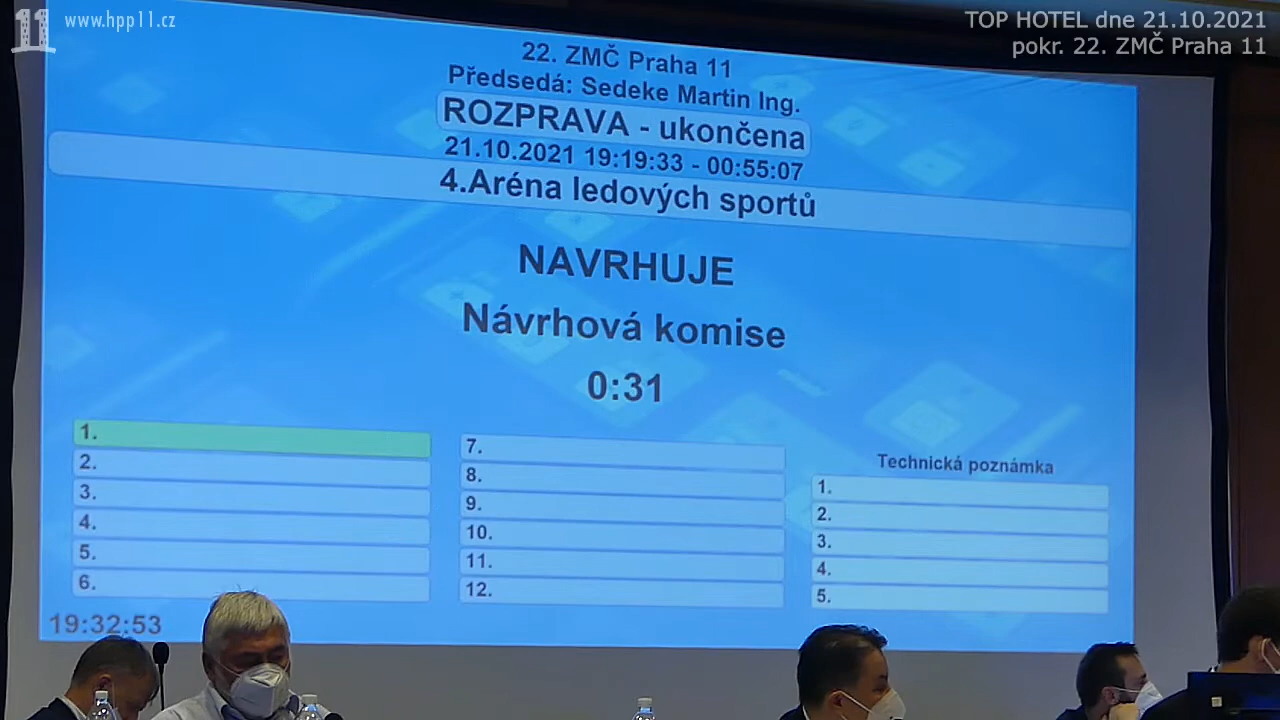 11 www.hpp11.cz
TOP HOTEL dne 21.10.2021
pokr. 22. ZMČ Praha 11
22. ZMČ Praha 11
Předsedá: Sedeke Martin Ing.
ROZPRAVA - ukončena
21.10.2021 19:19:33 - 00:55:07
4.Aréna ledových sportů
NAVRHUJE
Návrhová komise
0:31
1.
2.
3.
4.
5.
6.
7.
8.
9.
10.
11.
12.
Technická poznámka
1.
2.
3.
4.
5.
19:32:53